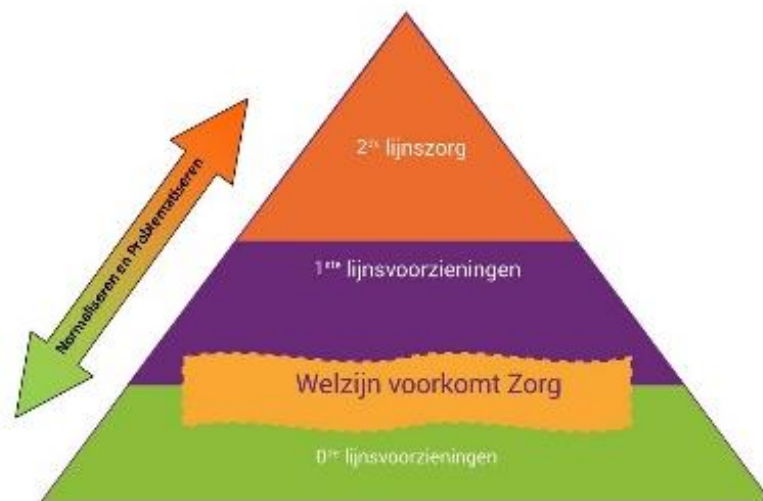 2de lijnszorg
1ste lijnsvoorzieningen
Normaliseren en Problematiseren
Welzijn voorkomt Zorg
0de lijnsvoorzieningen